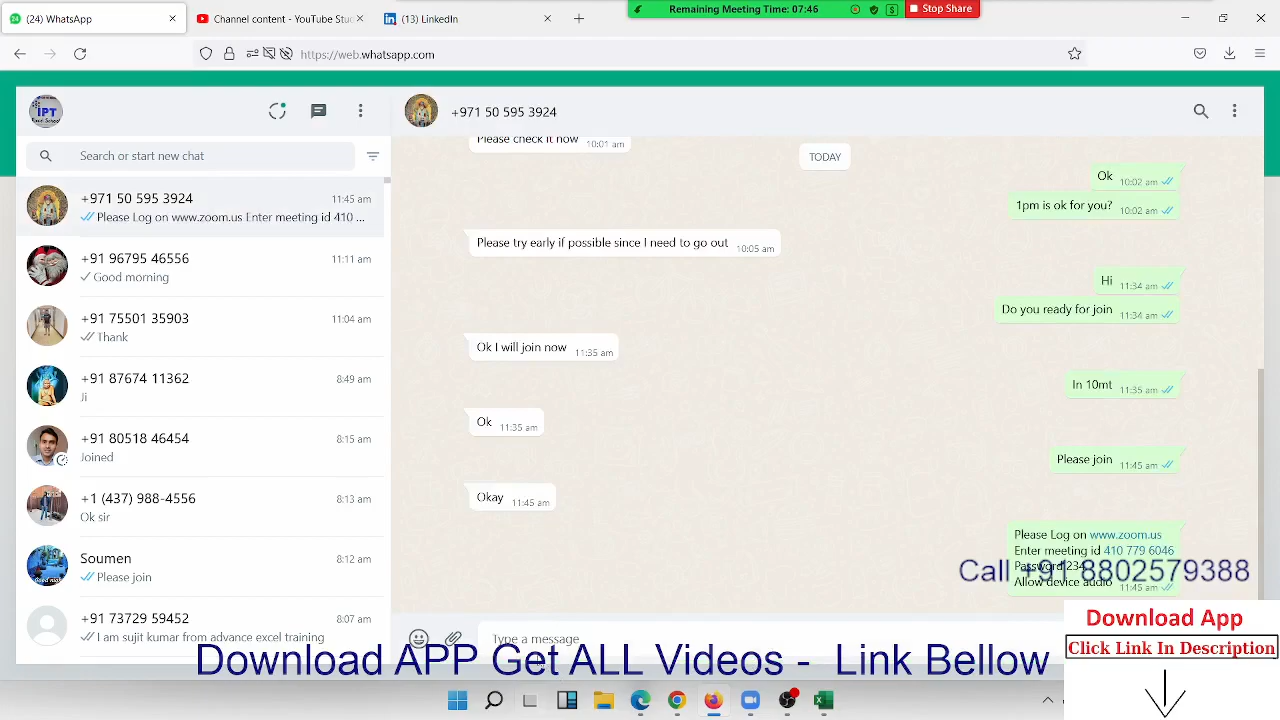 (24) WhatsApp
Channel content - YouTube Stu
(13) LinkedIn
Remaining Meeting Time: 07:46
Stop Share
https://web.whatsapp.com
IPT
Excel School
+971 50 595 3924
Search or start new chat
+971 50 595 3924
11:45 am
Please Log on www.zoom.us Enter meeting id 410 ...
+91 96795 46556
11:11 am
Good morning
+91 75501 35903
11:04 am
Thank
+91 87674 11362
8:49 am
Ji
+91 80518 46454
8:15 am
Joined
+1 (437) 988-4556
8:13 am
Ok sir
Soumen
8:12 am
Please join
+91 73729 59452
8:07 am
I am sujit kumar from advance excel training
Please check it now 10:01 am
TODAY
Ok 10:02 am
1pm is ok for you? 10:02 am
Please try early if possible since I need to go out 10:05 am
Hi 11:34 am
Do you ready for join 11:34 am
Ok I will join now 11:35 am
In 10mt 11:35 am
Ok 11:35 am
Please join 11:45 am
Okay 11:45 am
Please Log on www.zoom.us
Enter meeting id 410 779 6046
Allow device audio 11:45 am
Call +91 8802579388
Type a message
Download APP Get ALL Videos - Link Bellow
Download App
Click Link In Description